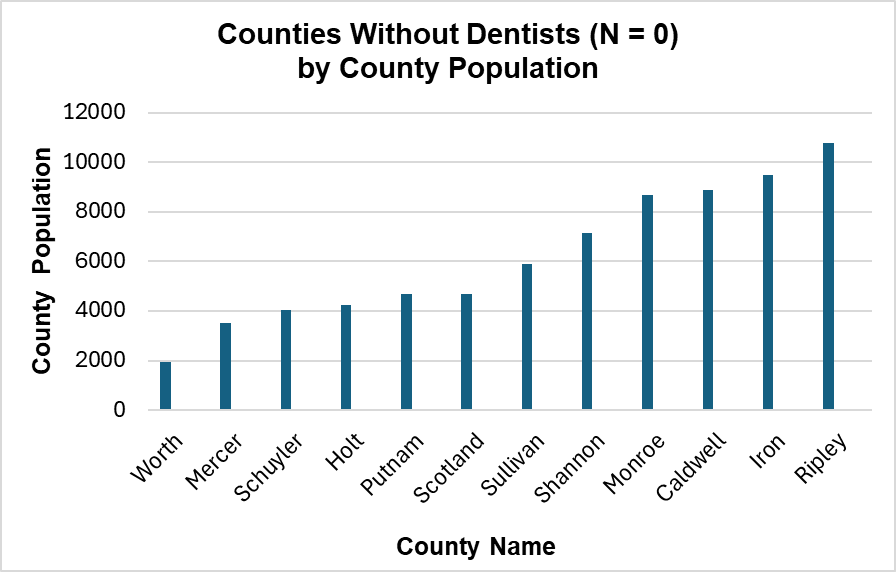 Counties Without Dentists (N = 0)
by County Population
County Population
12000
10000
8000
6000
4000
2000
0
Worth
Mercer
Schuyler
Holt
Putnam
Scotland
Sullivan
Shannon
Monroe
Caldwell
Iron
Ripley
County Name